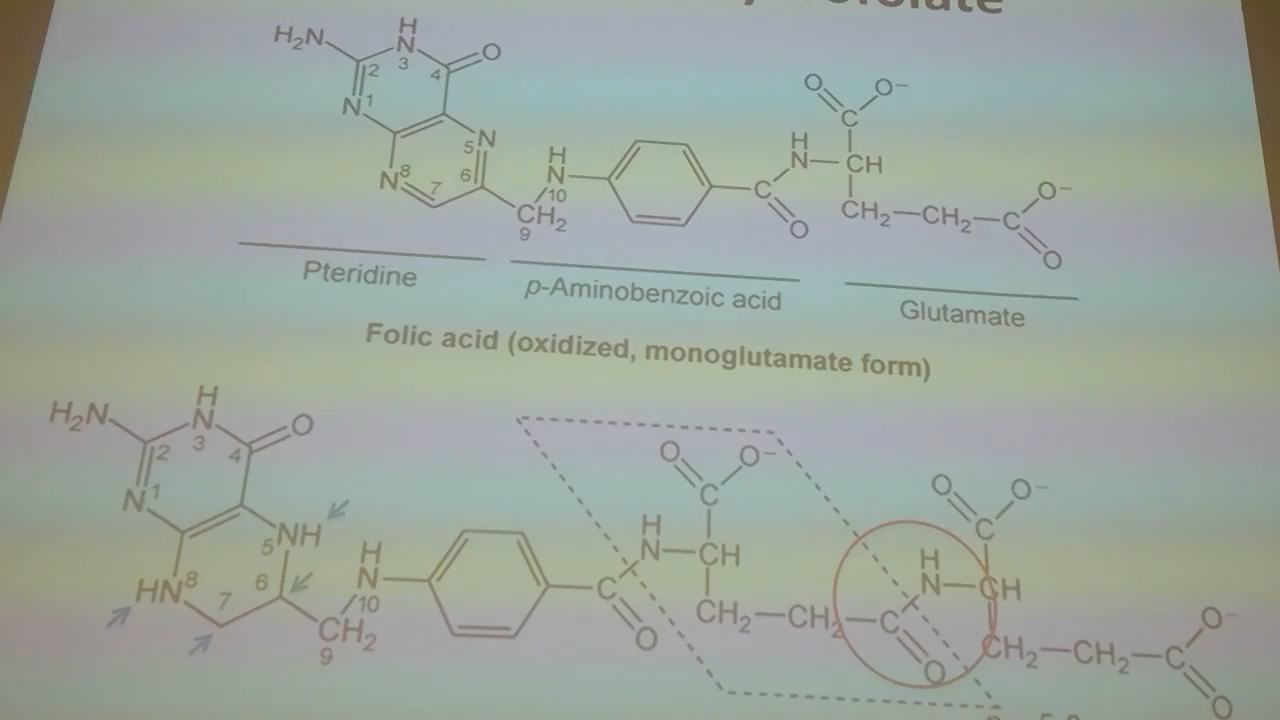 H₂N H N 3 2 4 O
N 1 N 5 6 N 8 7 H N 10 CH₂ 9
O O⁻ C H N CH C O CH₂ CH₂ C O⁻ O
Pteridine
p-Aminobenzoic acid
Glutamate
Folic acid (oxidized, monoglutamate form)
H₂N H N 3 2 4 O
N 1 5 NH HN 8 7 6 H N 10 CH₂ 9
O O⁻ C H N CH C O CH₂ CH₂ C O
O O⁻ C H N CH CH₂ CH₂ C O⁻ O